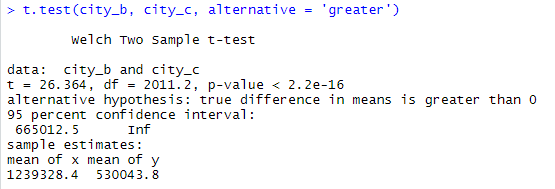 > t.test(city_b, city_c, alternative = 'greater')
Welch Two Sample t-test
data:  city_b and city_c
t = 26.364, df = 2011.2, p-value < 2.2e-16
alternative hypothesis: true difference in means is greater than 0
95 percent confidence interval:
 665012.5      Inf
sample estimates:
mean of x mean of y
1239328.4  530043.8